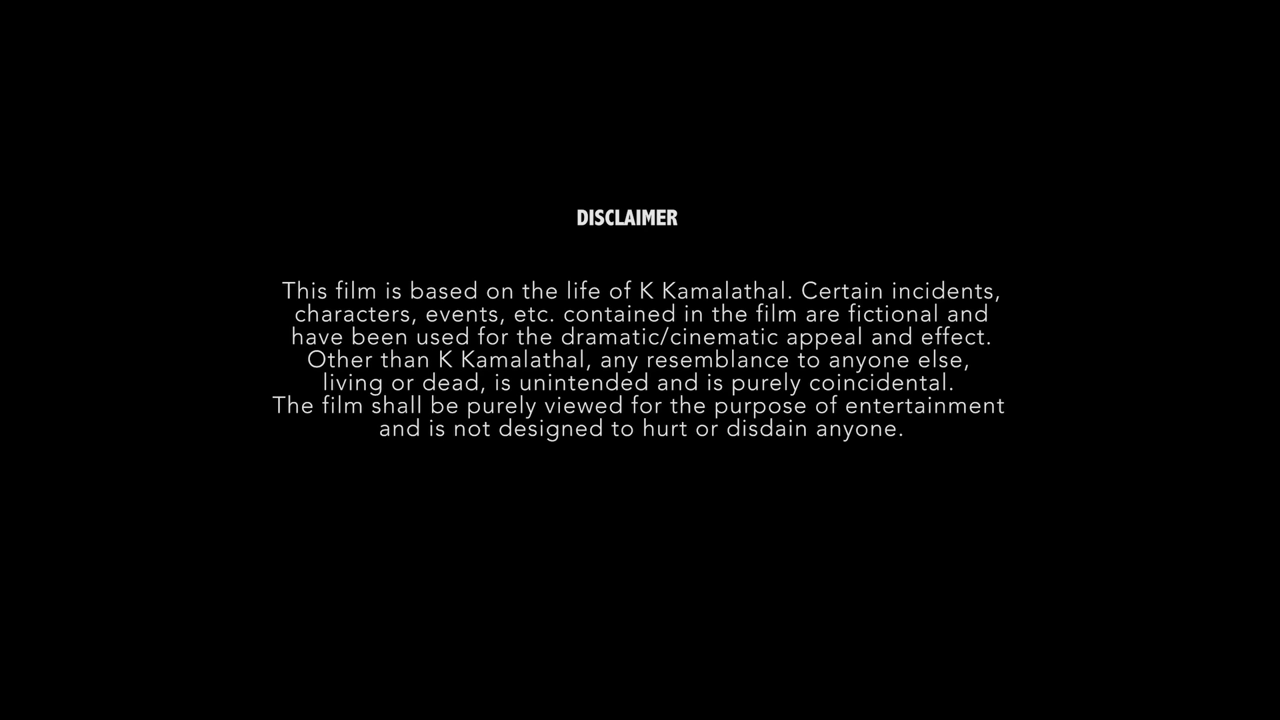 DISCLAIMER
This film is based on the life of K Kamalathal. Certain incidents,
characters, events, etc. contained in the film are fictional and
have been used for the dramatic/cinematic appeal and effect.
Other than K Kamalathal, any resemblance to anyone else,
living or dead, is unintended and is purely coincidental.
The film shall be purely viewed for the purpose of entertainment
and is not designed to hurt or disdain anyone.